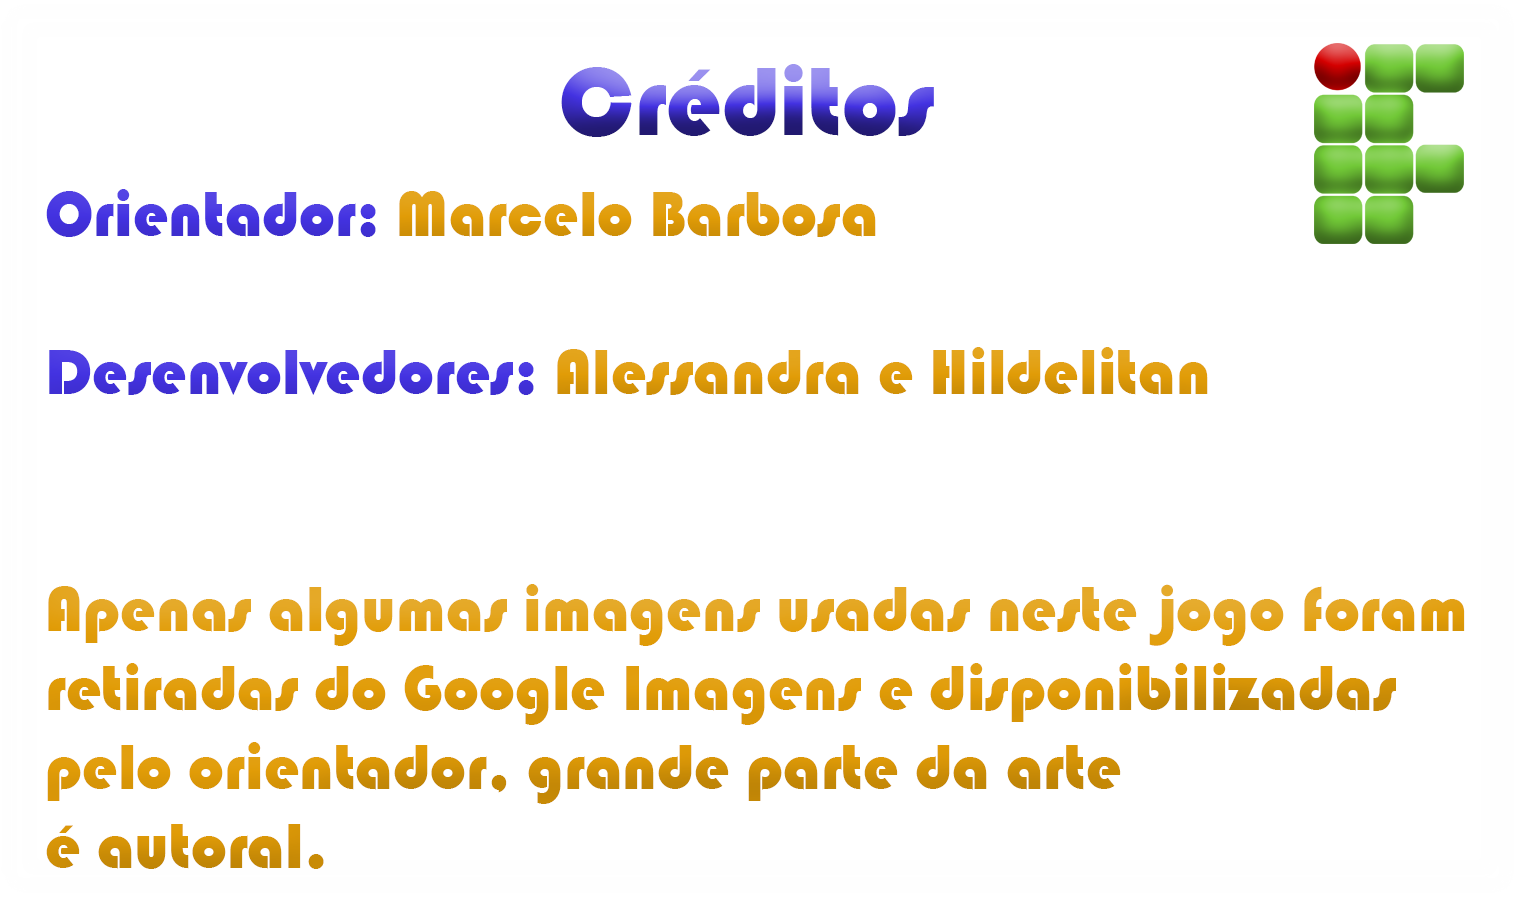 Créditos
Orientador: Marcelo Barbosa
Desenvolvedores: Alessandra e Hildelitan
Apenas algumas imagens usadas neste jogo foram
retiradas do Google Imagens e disponibilizadas
pelo orientador, grande parte da arte
é autoral.